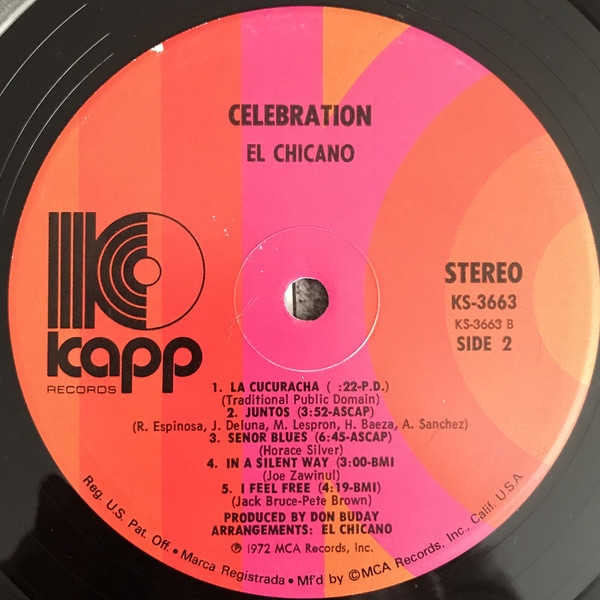 CELEBRATION
EL CHICANO
kapp
RECORDS
STEREO
KS-3663
KS-3663 B
SIDE 2
1. LA CUCURACHA ( :22-P.D.)
(Traditional Public Domain)
2. JUNTOS (3:52-ASCAP)
(R. Espinosa, J. Deluna, M. Lespron, H. Baeza, A. Sanchez)
3. SENOR BLUES (6:45-ASCAP)
(Horace Silver)
4. IN A SILENT WAY (3:00-BMI
(Joe Zawinul)
5. I FEEL FREE (4:19-BMI)
(Jack Bruce-Pete Brown)
PRODUCED BY DON BUDAY
ARRANGEMENTS: EL CHICANO
℗ 1972 MCA Records, Inc.
Reg. U.S. Pat. Off. • Marca Registrada • Mf'd by ©MCA Records, Inc., Calif. U.S.A